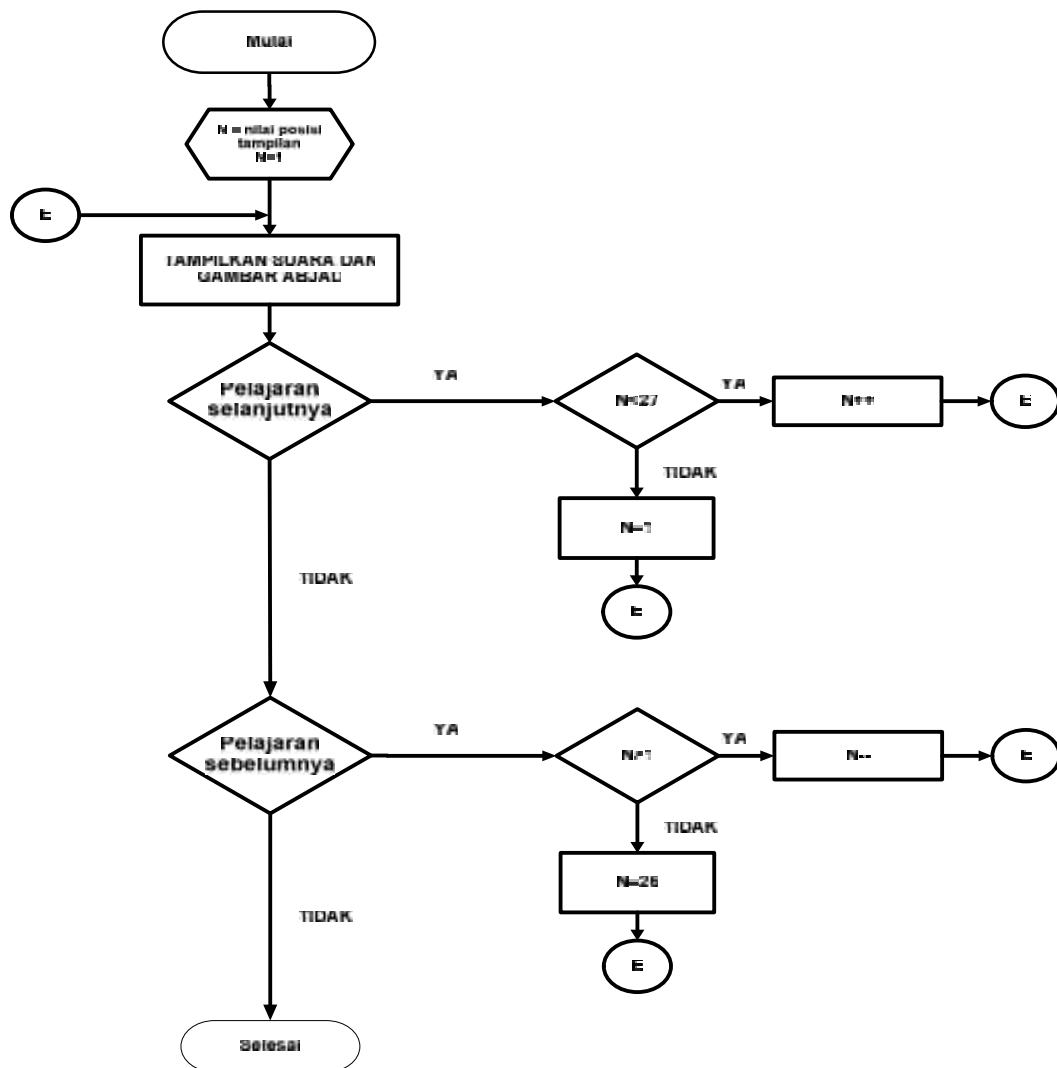 Mulai
N = nilai posisi
tampilan
N=1
E
TAMPILKAN SUARA DAN
GAMBAR ABJAD
Pelajaran
selanjutnya
YA
N<27
YA
N++
E
TIDAK
N=1
E
TIDAK
Pelajaran
sebelumnya
YA
YA
N--
E
TIDAK
N=26
E
TIDAK
Selesai